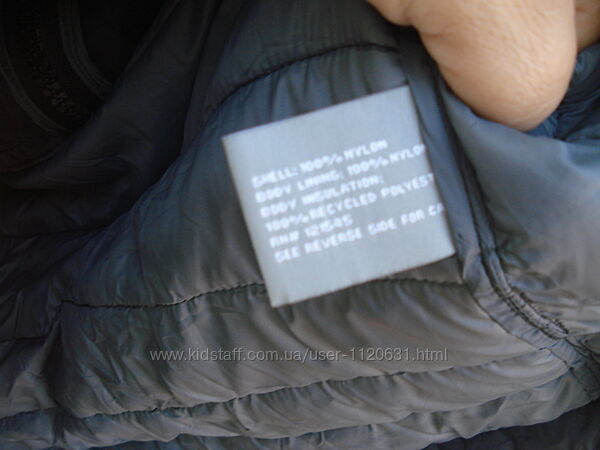 SHELL: 100% NYLON
BODY LINING: 100% NYLON
BODY INSULATION:
100% RECYCLED POLYEST
RN# 121545
SEE REVERSE SIDE FOR CA
www.kidstaff.com.ua/user-1120631.html